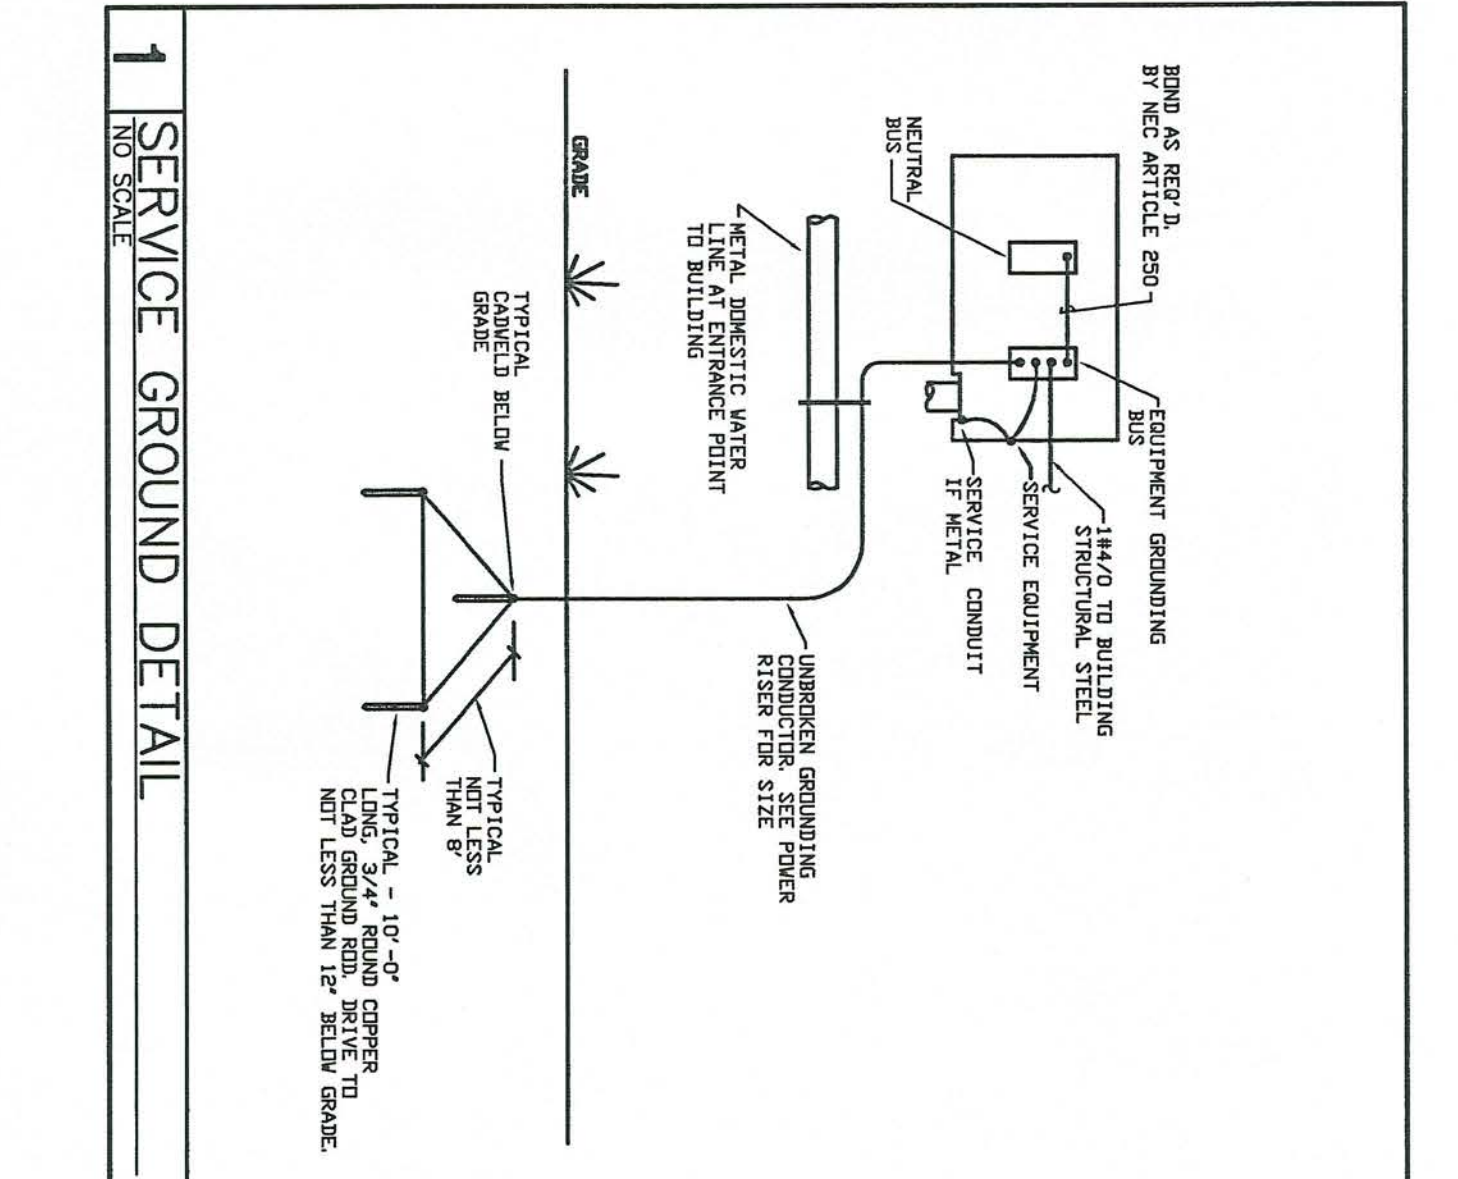 BOND AS REQ'D.
BY NEC ARTICLE 250
NEUTRAL
BUS
EQUIPMENT GROUNDING
BUS
1#4/0 TO BUILDING
STRUCTURAL STEEL
SERVICE EQUIPMENT
SERVICE CONDUIT
IF METAL
METAL DOMESTIC WATER
LINE AT ENTRANCE POINT
TO BUILDING
UNBROKEN GROUNDING
CONDUCTOR. SEE POWER
RISER FOR SIZE
GRADE
TYPICAL
CADWELD BELOW
GRADE
TYPICAL
NOT LESS
THAN 8'
TYPICAL - 10'-0"
LONG, 3/4" ROUND COPPER
CLAD GROUND ROD. DRIVE TO
NOT LESS THAN 12" BELOW GRADE.
1
SERVICE GROUND DETAIL
NO SCALE